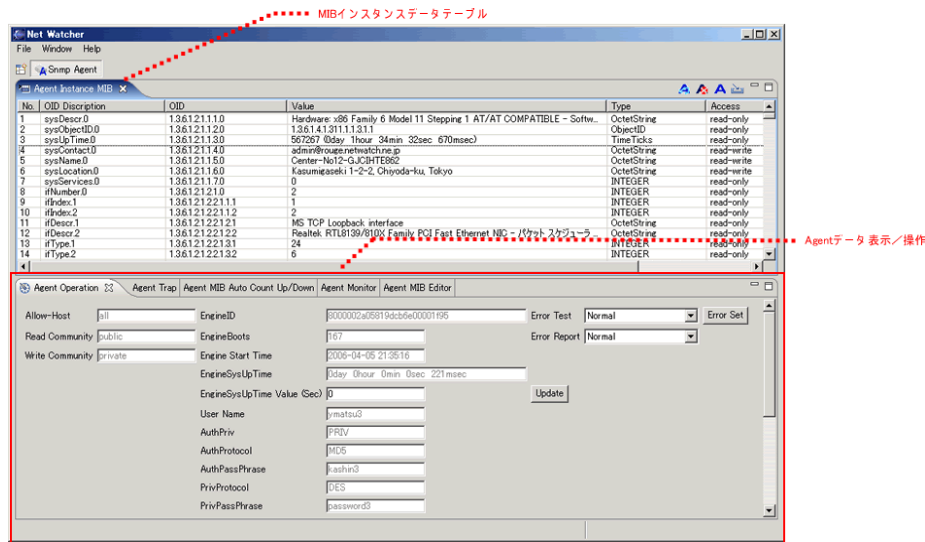 MIBインスタンスデータテーブル
Net Watcher
File Window Help
Snmp Agent
Agent Instance MIB
No. OID Discription OID Value Type Access
1 sysDescr.0 1.3.6.1.2.1.1.1.0 Hardware: x86 Family 6 Model 11 Stepping 1 AT/AT COMPATIBLE - Softw... OctetString read-only
2 sysObjectID.0 1.3.6.1.2.1.1.2.0 1.3.6.1.4.1.311.1.1.3.1.1 ObjectID read-only
3 sysUpTime.0 1.3.6.1.2.1.1.3.0 567267 (0day 1hour 34min 32sec 670msec) TimeTicks read-only
4 sysContact.0 1.3.6.1.2.1.1.4.0 admin@rouge.netwatch.ne.jp OctetString read-write
5 sysName.0 1.3.6.1.2.1.1.5.0 Center-No12-GJCIHTE862 OctetString read-write
6 sysLocation.0 1.3.6.1.2.1.1.6.0 Kasumigaseki 1-2-2, Chiyoda-ku, Tokyo OctetString read-write
7 sysServices.0 1.3.6.1.2.1.1.7.0 0 INTEGER read-only
8 ifNumber.0 1.3.6.1.2.1.2.1.0 2 INTEGER read-only
9 ifIndex.1 1.3.6.1.2.1.2.2.1.1.1 1 INTEGER read-only
10 ifIndex.2 1.3.6.1.2.1.2.2.1.1.2 2 INTEGER read-only
11 ifDescr.1 1.3.6.1.2.1.2.2.1.2.1 MS TCP Loopback interface OctetString read-only
12 ifDescr.2 1.3.6.1.2.1.2.2.1.2.2 Realtek RTL8139/810X Family PCI Fast Ethernet NIC - パケット スケジューラ ... OctetString read-only
13 ifType.1 1.3.6.1.2.1.2.2.1.3.1 24 INTEGER read-only
14 ifType.2 1.3.6.1.2.1.2.2.1.3.2 6 INTEGER read-only
Agentデータ表示／操作
Agent Operation Agent Trap Agent MIB Auto Count Up/Down Agent Monitor Agent MIB Editor
Allow-Host all EngineID 8000002a05819dcb6e00001f95 Error Test Normal Error Set
Read Community public EngineBoots 167 Error Report Normal
Write Community private Engine Start Time 2006-04-05 21:35:16
EngineSysUpTime 0day 0hour 0min 0sec 221msec
EngineSysUpTime Value (Sec) 0 Update
User Name ymatsu3
AuthPriv PRIV
AuthProtocol MD5
AuthPassPhrase kashin3
PrivProtocol DES
PrivPassPhrase password3